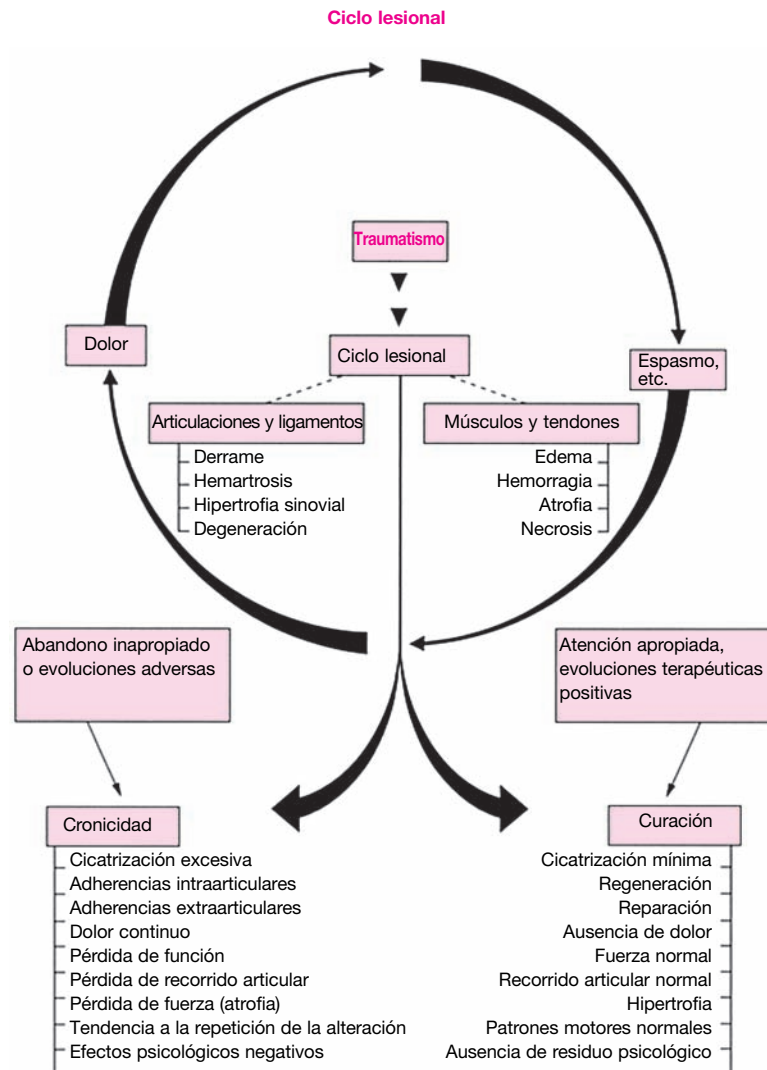 Ciclo lesional
Traumatismo
Dolor
Ciclo lesional
Espasmo,
etc.
Articulaciones y ligamentos
Derrame
Hemartrosis
Hipertrofia sinovial
Degeneración
Músculos y tendones
Edema
Hemorragia
Atrofia
Necrosis
Abandono inapropiado
o evoluciones adversas
Atención apropiada,
evoluciones terapéuticas
positivas
Cronicidad
Cicatrización excesiva
Adherencias intraarticulares
Adherencias extraarticulares
Dolor continuo
Pérdida de función
Pérdida de recorrido articular
Pérdida de fuerza (atrofia)
Tendencia a la repetición de la alteración
Efectos psicológicos negativos
Curación
Cicatrización mínima
Regeneración
Reparación
Ausencia de dolor
Fuerza normal
Recorrido articular normal
Hipertrofia
Patrones motores normales
Ausencia de residuo psicológico